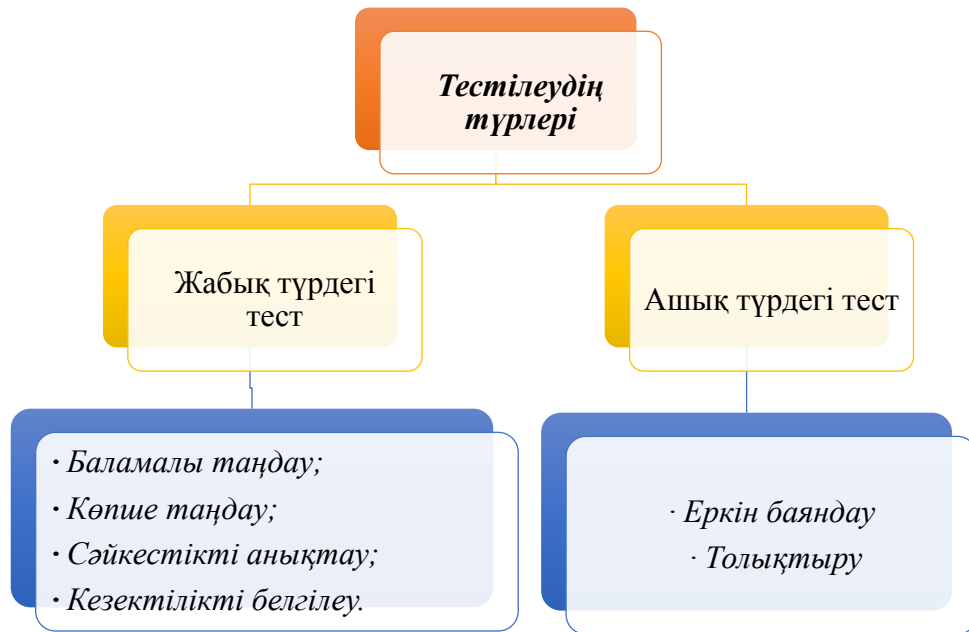 Тестілеудің
түрлері
Жабық түрдегі
тест
Ашық түрдегі тест
· Баламалы таңдау;
· Көпше таңдау;
· Сәйкестікті анықтау;
· Кезектілікті белгілеу.
· Еркін баяндау
· Толықтыру